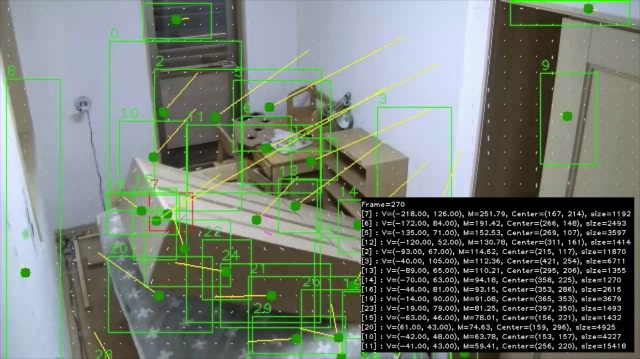 0
2
8
9
3
5
6
10
11
7
13
14
22
20
24
21
29
26
28
Frame=270
[7] : V=(-218.00, 126.00), M=251.79, Center=(167, 214), size=1192
[6] : V=(-172.00, 84.00), M=191.42, Center=(266, 148), size=2493
[5] : V=(-135.00, 71.00), M=152.53, Center=(269, 107), size=3597
[12] : V=(-120.00, 52.00), M=130.78, Center=(311, 161), size=1414
[2] : V=(-93.00, 67.00), M=114.62, Center=(215, 117), size=11870
[3] : V=(-40.00, 105.00), M=112.36, Center=(421, 254), size=6711
[13] : V=(-89.00, 65.00), M=110.21, Center=(295, 206), size=1355
[14] : V=(-70.00, 63.00), M=94.18, Center=(358, 225), size=1270
[16] : V=(-46.00, 81.00), M=93.15, Center=(353, 286), size=2615
[19] : V=(-14.00, 90.00), M=91.08, Center=(365, 353), size=3679
[23] : V=(-19.00, 79.00), M=81.25, Center=(397, 350), size=1493
[15] : V=(-63.00, 46.00), M=78.01, Center=(156, 221), size=1432
[20] : V=(61.00, 43.00), M=74.63, Center=(159, 296), size=4925
[10] : V=(-42.00, 48.00), M=63.78, Center=(153, 157), size=4227
[11] : V=(-41.00, 43.00), M=59.41, Center=(256, 220), size=15418